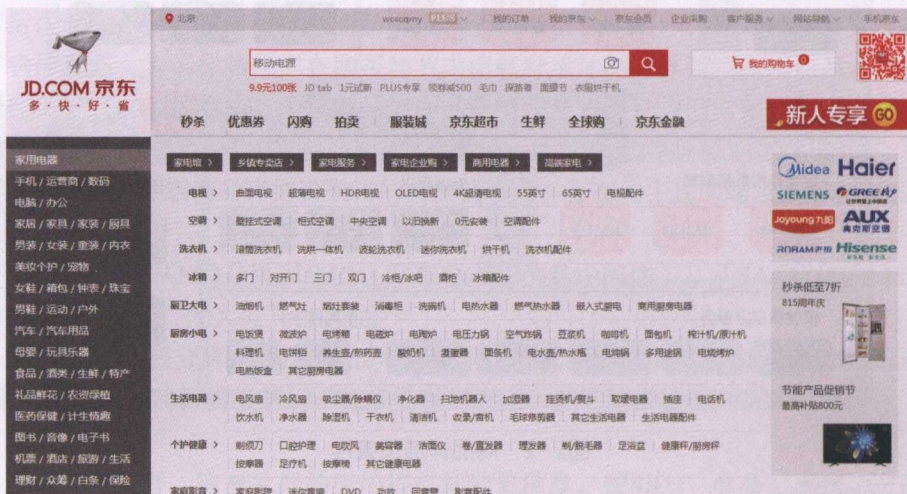 北京 wcscqmy PLUS 我的订单 我的京东 京东会员 企业采购 客户服务 网站导航 手机京东
JD.COM 京东
多·快·好·省
移动电源
我的购物车 0
9.9元100张 JD tab 1元试新 PLUS专享 领券减500 毛巾 探路者 面膜节 衣服烘干机
秒杀 优惠券 闪购 拍卖 服装城 京东超市 生鲜 全球购 京东金融
新人专享 GO
家用电器
手机 / 运营商 / 数码
电脑 / 办公
家居 / 家具 / 家装 / 厨具
男装 / 女装 / 童装 / 内衣
美妆个护 / 宠物
女鞋 / 箱包 / 钟表 / 珠宝
男鞋 / 运动 / 户外
汽车 / 汽车用品
母婴 / 玩具乐器
食品 / 酒类 / 生鲜 / 特产
礼品鲜花 / 农资绿植
医药保健 / 计生情趣
图书 / 音像 / 电子书
机票 / 酒店 / 旅游 / 生活
理财 / 众筹 / 白条 / 保险
家电馆 > 乡镇专卖店 > 家电服务 > 家电企业购 > 商用电器 > 高端家电 >
电视 > 曲面电视 超薄电视 HDR电视 OLED电视 4K超清电视 55英寸 65英寸 电视配件
空调 > 壁挂式空调 柜式空调 中央空调 以旧换新 0元安装 空调配件
洗衣机 > 滚筒洗衣机 洗烘一体机 波轮洗衣机 迷你洗衣机 烘干机 洗衣机配件
冰箱 > 多门 对开门 三门 双门 冷柜/冰吧 酒柜 冰箱配件
厨卫大电 > 油烟机 燃气灶 烟灶套装 消毒柜 洗碗机 电热水器 燃气热水器 嵌入式厨电 商用厨房电器
厨房小电 > 电饭煲 微波炉 电烤箱 电磁炉 电陶炉 电压力锅 空气炸锅 豆浆机 咖啡机 面包机 榨汁机/原汁机
料理机 电饼铛 养生壶/煎药壶 酸奶机 煮蛋器 面条机 电水壶/热水瓶 电炖锅 多用途锅 电烧烤炉
电热饭盒 其它厨房电器
生活电器 > 电风扇 冷风扇 吸尘器/除螨仪 净化器 扫地机器人 加湿器 挂烫机/熨斗 取暖电器 插座 电话机
饮水机 净水器 除湿机 干衣机 清洁机 收录/音机 毛球修剪器 其它生活电器 生活电器配件
个护健康 > 剃须刀 口腔护理 电吹风 美容器 洁面仪 卷/直发器 理发器 剃/脱毛器 足浴盆 健康秤/厨房秤
按摩器 足疗机 按摩椅 其它健康电器
家庭影音 > 家庭影院 迷你音响 DVD 功放 回音壁 影音配件
Midea Haier
SIEMENS GREE格力
Joyoung九阳 AUX
奥克斯空调
ROBAM老板 Hisense
秒杀低至7折
815周年庆
节能产品促销节
最高补贴800元